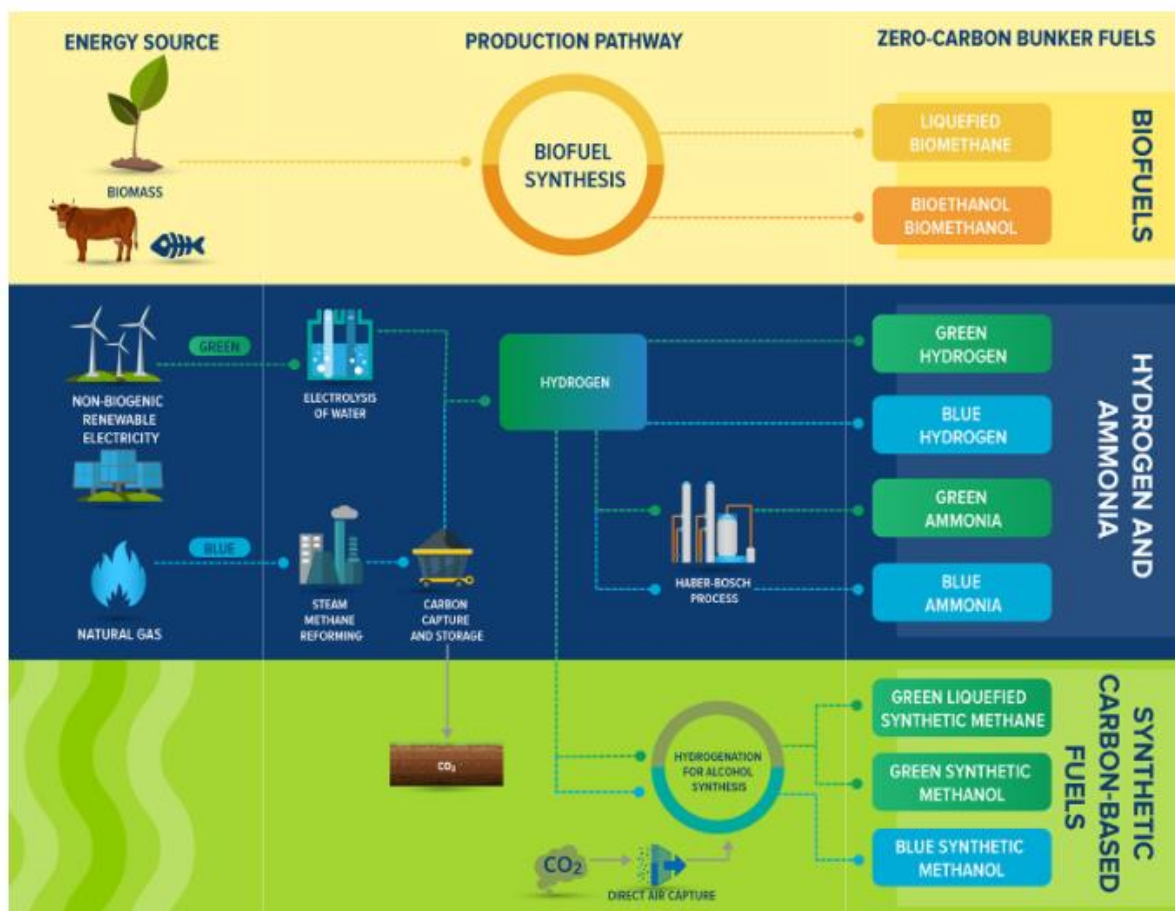 ENERGY SOURCE
PRODUCTION PATHWAY
ZERO-CARBON BUNKER FUELS
BIOMASS
BIOFUEL
SYNTHESIS
LIQUEFIED
BIOMETHANE
BIOETHANOL
BIOMETHANOL
BIOFUELS
NON-BIOGENIC
RENEWABLE
ELECTRICITY
GREEN
ELECTROLYSIS
OF WATER
NATURAL GAS
BLUE
STEAM
METHANE
REFORMING
CARBON
CAPTURE
AND STORAGE
HYDROGEN
HABER-BOSCH
PROCESS
GREEN
HYDROGEN
BLUE
HYDROGEN
GREEN
AMMONIA
BLUE
AMMONIA
HYDROGEN AND
AMMONIA
CO₂
HYDROGENATION
FOR ALCOHOL
SYNTHESIS
CO₂
DIRECT AIR CAPTURE
GREEN LIQUEFIED
SYNTHETIC METHANE
GREEN SYNTHETIC
METHANOL
BLUE SYNTHETIC
METHANOL
SYNTHETIC
CARBON-BASED
FUELS